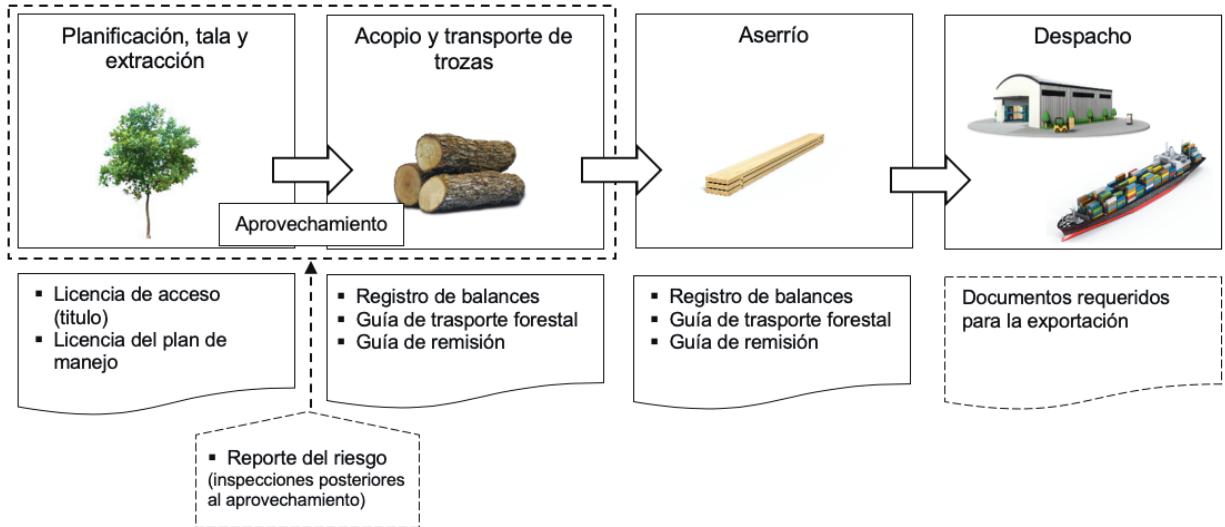 Planificación, tala y
extracción
Acopio y transporte de
trozas
Aserrío
Despacho
Aprovechamiento
▪ Licencia de acceso
(titulo)
▪ Licencia del plan de
manejo
▪ Registro de balances
▪ Guía de trasporte forestal
▪ Guía de remisión
▪ Registro de balances
▪ Guía de trasporte forestal
▪ Guía de remisión
Documentos requeridos
para la exportación
▪ Reporte del riesgo
(inspecciones posteriores
al aprovechamiento)